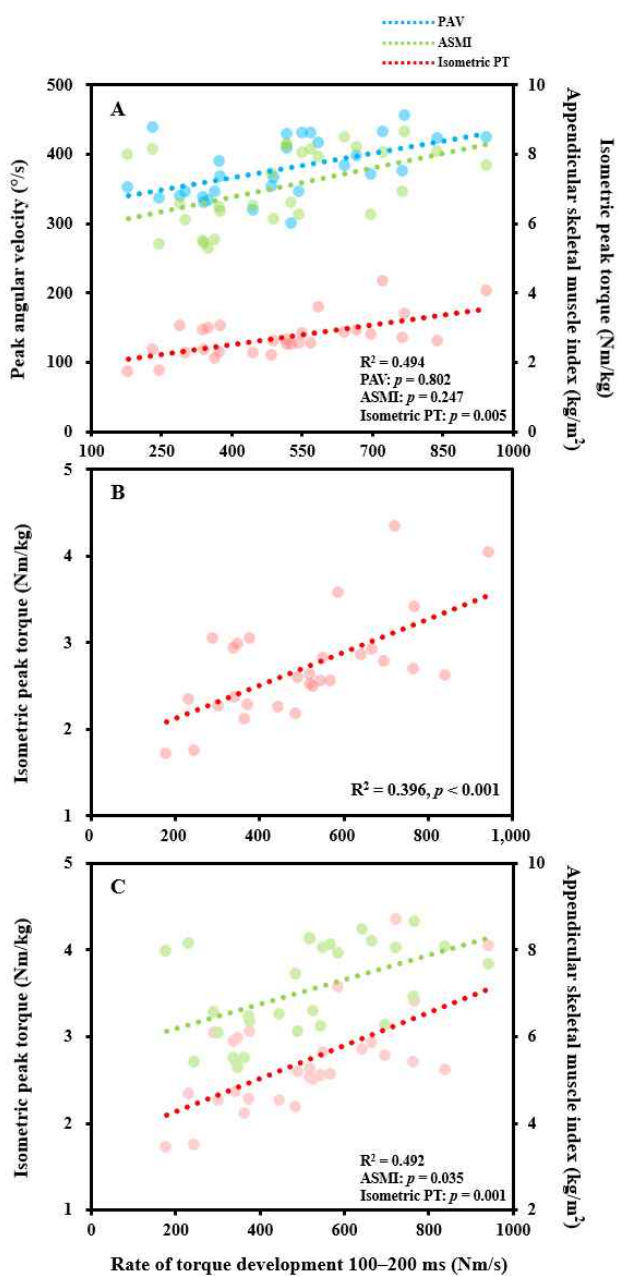 PAV
ASMI
Isometric PT
A
500
400
300
200
100
0
10
8
6
4
2
0
100
250
400
550
700
850
1000
Peak angular velocity (°/s)
Isometric peak torque (Nm/kg)
Appendicular skeletal muscle index (kg/m²)
R² = 0.494
PAV: p = 0.802
ASMI: p = 0.247
Isometric PT: p = 0.005
B
5
4
3
2
1
0
200
400
600
800
1,000
Isometric peak torque (Nm/kg)
R² = 0.396, p < 0.001
C
5
4
3
2
1
10
8
6
4
2
0
200
400
600
800
1000
Isometric peak torque (Nm/kg)
Appendicular skeletal muscle index (kg/m²)
R² = 0.492
ASMI: p = 0.035
Isometric PT: p = 0.001
Rate of torque development 100–200 ms (Nm/s)